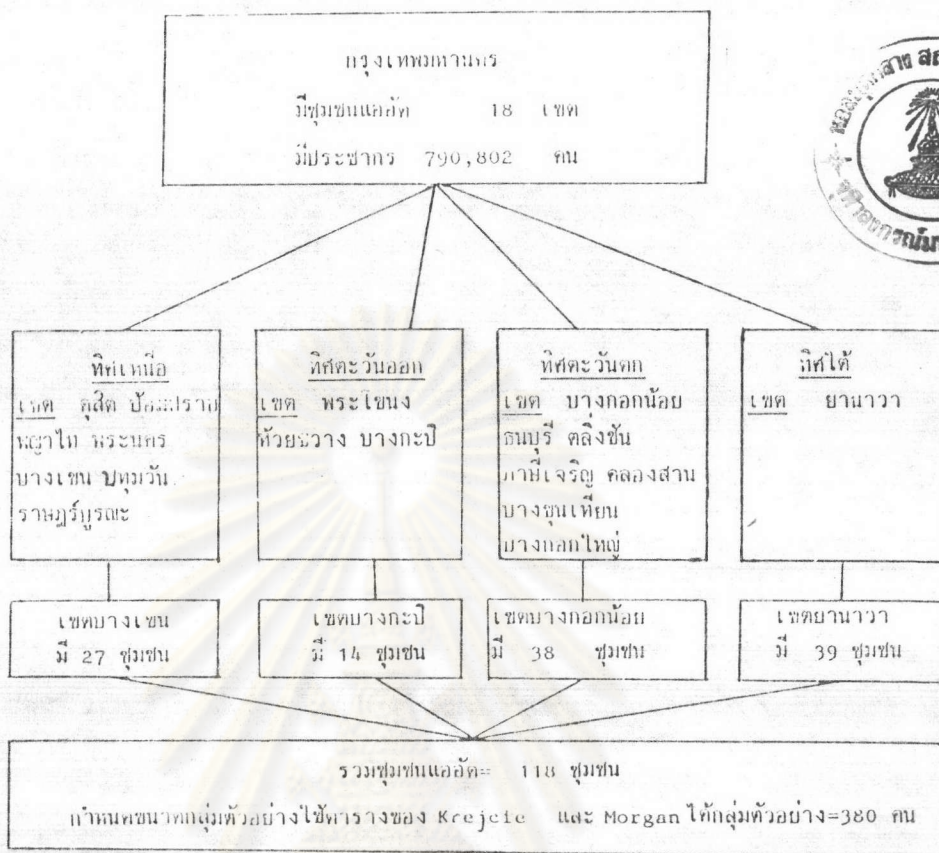 กรุงเทพมหานคร
มีชุมชนแออัด 18 เขต
มีประชากร 790,802 คน
ทิศเหนือ
เขต ดุสิต ป้อมปราบ
พญาไท พระนคร
บางเขน ปทุมวัน
ราษฎร์บูรณะ
ทิศตะวันออก
เขต พระโขนง
ห้วยขวาง บางกะปิ
ทิศตะวันตก
เขต บางกอกน้อย
ธนบุรี ตลิ่งชัน
ภาษีเจริญ คลองสาน
บางขุนเทียน
บางกอกใหญ่
ทิศใต้
เขต ยานาวา
เขตบางเขน
มี 27 ชุมชน
เขตบางกะปิ
มี 14 ชุมชน
เขตบางกอกน้อย
มี 38 ชุมชน
เขตยานาวา
มี 39 ชุมชน
รวมชุมชนแออัด= 118 ชุมชน
กำหนดขนาดกลุ่มตัวอย่างใช้ตารางของ Krejcie และ Morgan ได้กลุ่มตัวอย่าง=380 คน